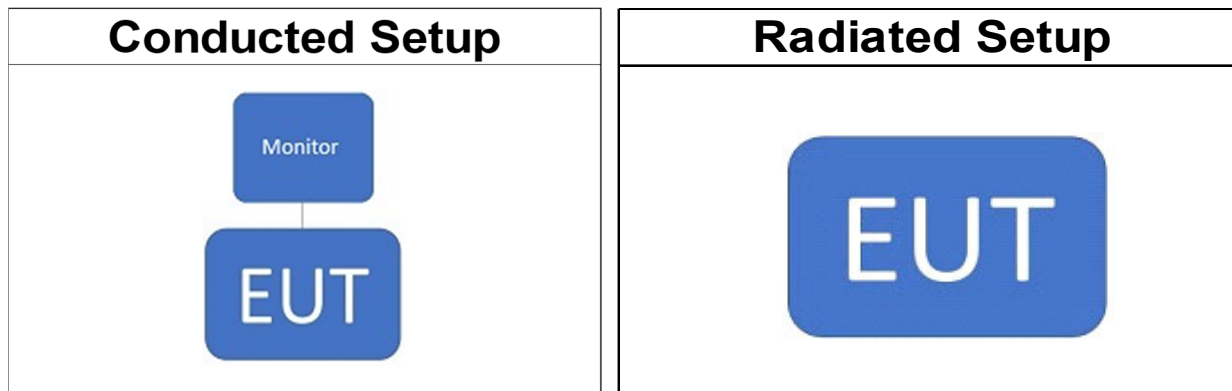 Conducted Setup
Monitor
EUT
Radiated Setup
EUT